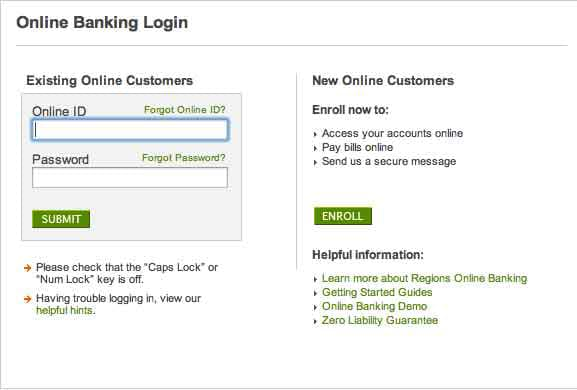 Online Banking Login
Existing Online Customers
Online ID
Forgot Online ID?
Password
Forgot Password?
SUBMIT
Please check that the “Caps Lock” or
“Num Lock” key is off.
Having trouble logging in, view our
helpful hints.
New Online Customers
Enroll now to:
Access your accounts online
Pay bills online
Send us a secure message
ENROLL
Helpful information:
Learn more about Regions Online Banking
Getting Started Guides
Online Banking Demo
Zero Liability Guarantee